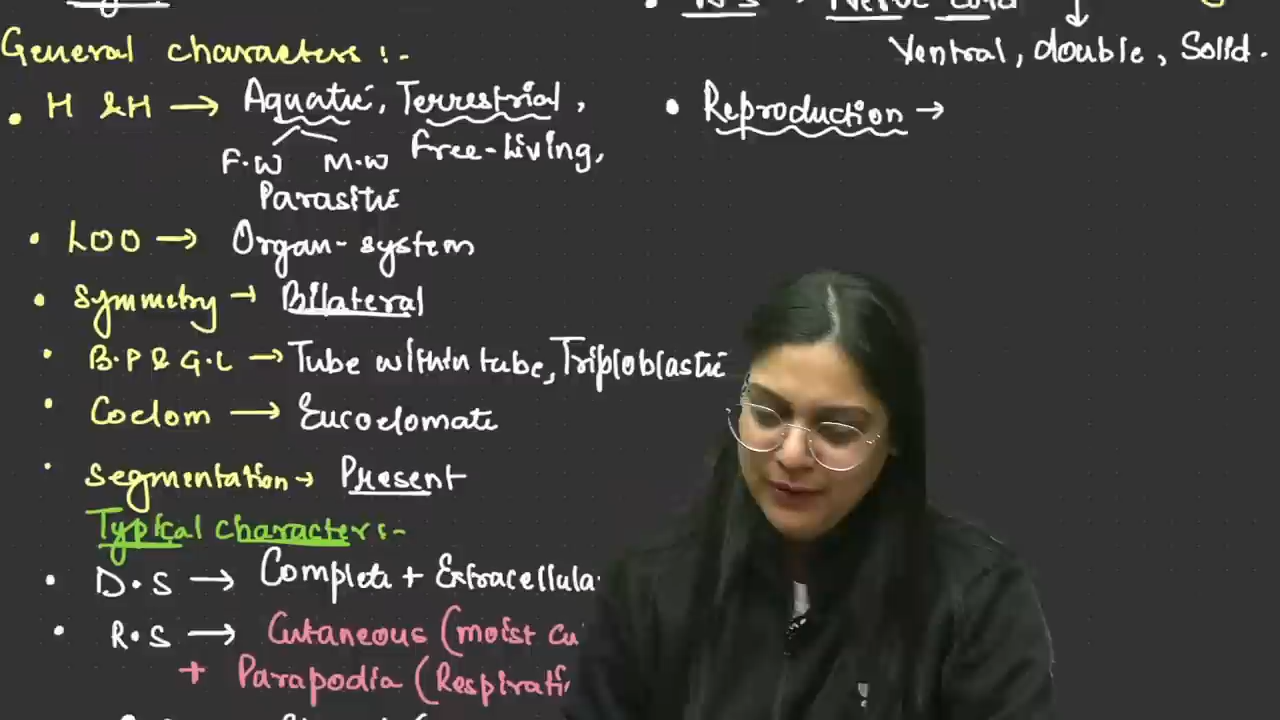 General characters :-
• H & H → Aquatic, Terrestrial,
F.W M.W free-living,
Parasitic
• LOO → Organ-system
• Symmetry → Bilateral
• B.P & G.L → Tube within tube, Triploblastic
• Coelom → Eucoelomate
• Segmentation → Present
Typical characters:-
• D.S → Complete + Extracellula
• R.S → Cutaneous (moist cu
+ Parapodia (Respirati
Ventral, double, Solid.
• Reproduction →